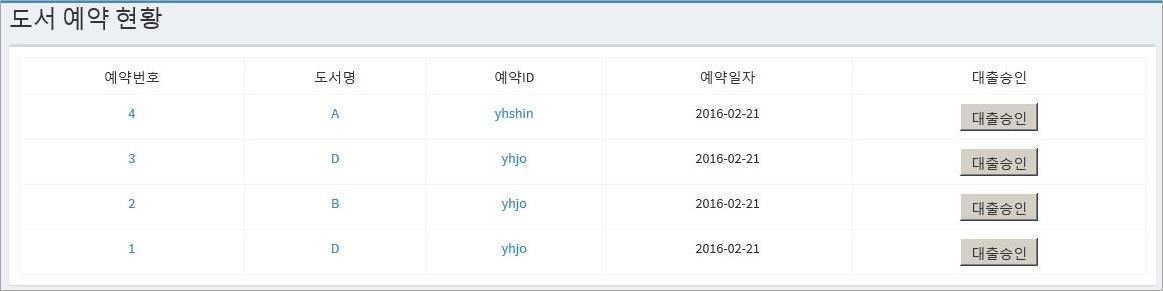 도서 예약 현황
예약번호 도서명 예약ID 예약일자 대출승인
4 A yhshin 2016-02-21 대출승인
3 D yhjo 2016-02-21 대출승인
2 B yhjo 2016-02-21 대출승인
1 D yhjo 2016-02-21 대출승인